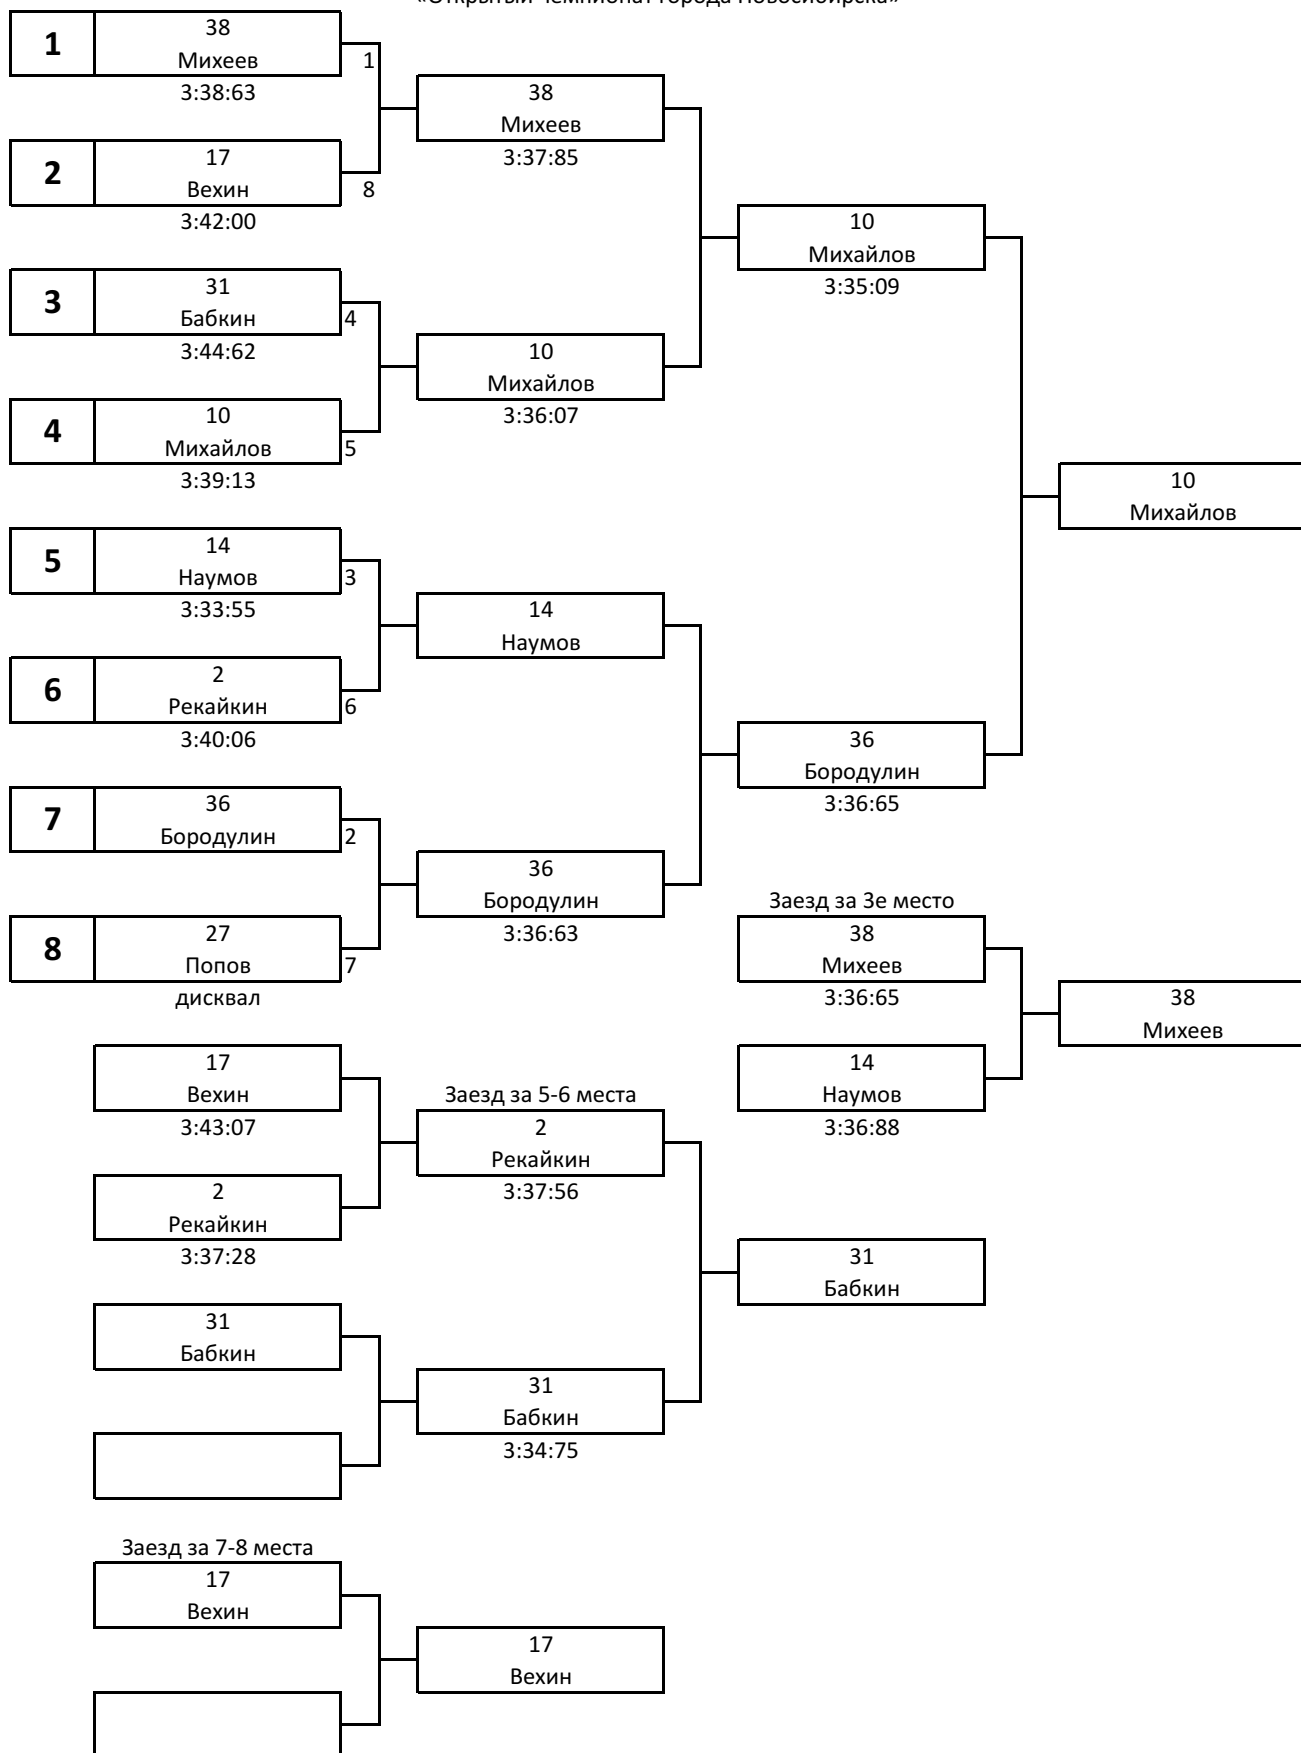 «Открытый Чемпионат города Новосибирска»
1
38
Михеев
1
3:38:63
2
17
Вехин
8
3:42:00
3
31
Бабкин
4
3:44:62
4
10
Михайлов
5
3:39:13
5
14
Наумов
3
3:33:55
6
2
Рекайкин
6
3:40:06
7
36
Бородулин
2
8
27
Попов
7
дисквал
38
Михеев
3:37:85
10
Михайлов
3:36:07
14
Наумов
36
Бородулин
3:36:63
10
Михайлов
3:35:09
36
Бородулин
3:36:65
10
Михайлов
Заезд за 3е место
38
Михеев
3:36:65
14
Наумов
3:36:88
38
Михеев
17
Вехин
3:43:07
2
Рекайкин
3:37:28
31
Бабкин
Заезд за 5-6 места
2
Рекайкин
3:37:56
31
Бабкин
3:34:75
31
Бабкин
Заезд за 7-8 места
17
Вехин
17
Вехин